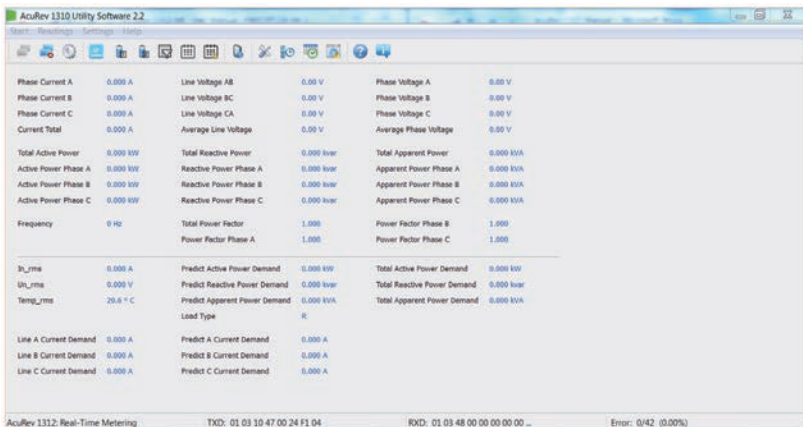 AcuRev 1310 Utility Software 2.2
Start Readings Settings Help
Phase Current A 0.000 A Line Voltage AB 0.00 V Phase Voltage A 0.00 V
Phase Current B 0.000 A Line Voltage BC 0.00 V Phase Voltage B 0.00 V
Phase Current C 0.000 A Line Voltage CA 0.00 V Phase Voltage C 0.00 V
Current Total 0.000 A Average Line Voltage 0.00 V Average Phase Voltage 0.00 V
Total Active Power 0.000 kW Total Reactive Power 0.000 kvar Total Apparent Power 0.000 kVA
Active Power Phase A 0.000 kW Reactive Power Phase A 0.000 kvar Apparent Power Phase A 0.000 kVA
Active Power Phase B 0.000 kW Reactive Power Phase B 0.000 kvar Apparent Power Phase B 0.000 kVA
Active Power Phase C 0.000 kW Reactive Power Phase C 0.000 kvar Apparent Power Phase C 0.000 kVA
Frequency 0 Hz Total Power Factor 1.000 Power Factor Phase B 1.000
Power Factor Phase A 1.000 Power Factor Phase C 1.000
In_rms 0.000 A Predict Active Power Demand 0.000 kW Total Active Power Demand 0.000 kW
Un_rms 0.000 V Predict Reactive Power Demand 0.000 kvar Total Reactive Power Demand 0.000 kvar
Temp_rms 29.6 ° C Predict Apparent Power Demand 0.000 kVA Total Apparent Power Demand 0.000 kVA
Load Type R
Line A Current Demand 0.000 A Predict A Current Demand 0.000 A
Line B Current Demand 0.000 A Predict B Current Demand 0.000 A
Line C Current Demand 0.000 A Predict C Current Demand 0.000 A
AcuRev 1312: Real-Time Metering TXD: 01 03 10 47 00 24 F1 04 RXD: 01 03 48 00 00 00 00 00 ... Error: 0/42 (0.00%)